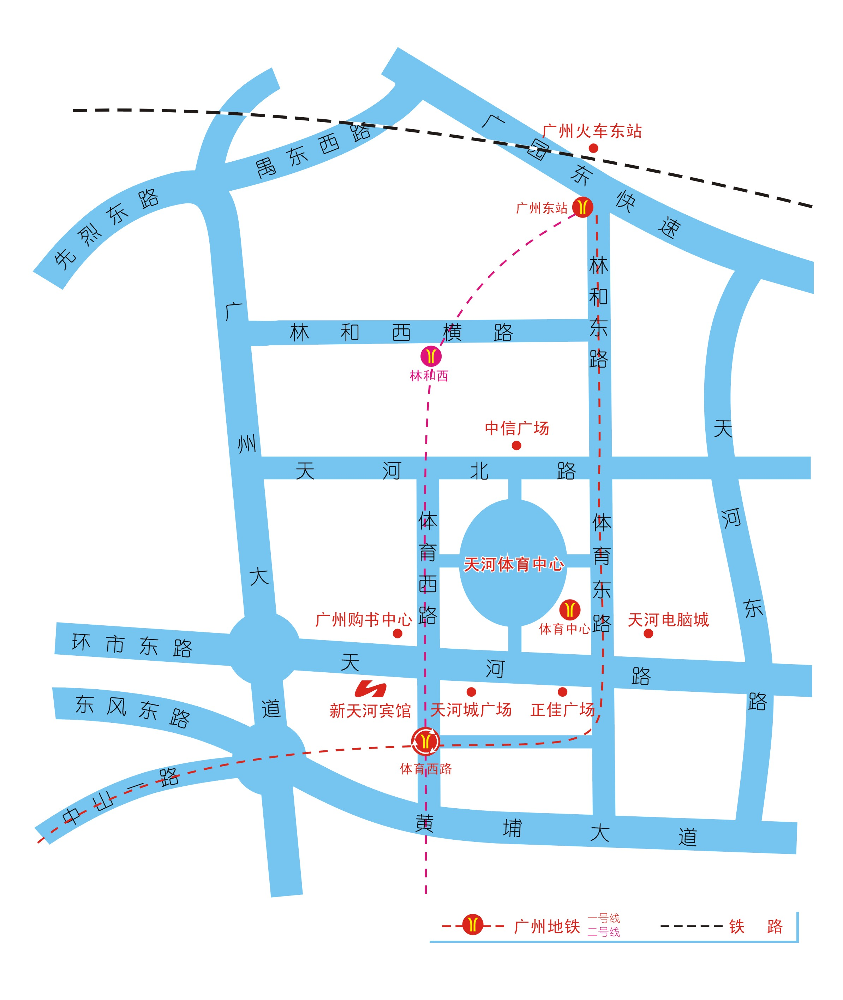 禺东西路
广园东快速
广州火车东站
先烈东路
广州东站
林和东路
广州大道
林和西横路
林和西
中信广场
天河东路
天河北路
体育西路
体育东路
天河体育中心
广州购书中心
体育中心
天河电脑城
环市东路
天河路
东风东路
新天河宾馆
天河城广场
正佳广场
体育西路
中山一路
黄埔大道
广州地铁
一号线
二号线
铁 路